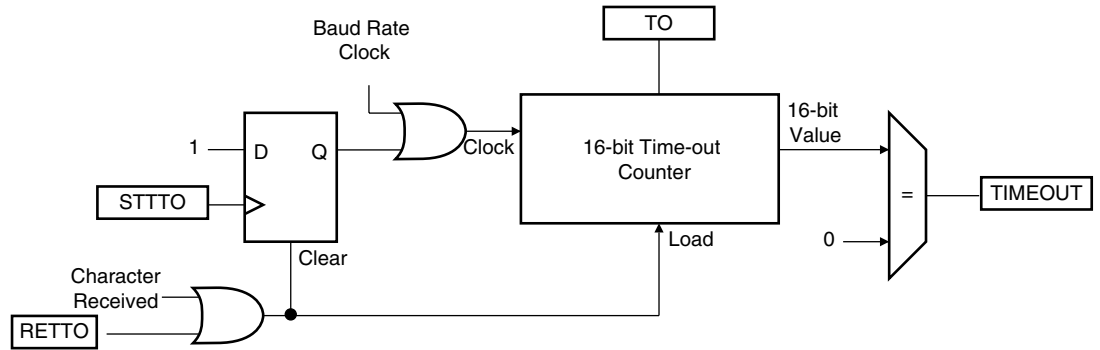 TO
Baud Rate
Clock
16-bit
Value
1
D
Q
Clock
16-bit Time-out
Counter
STTTO
=
TIMEOUT
0
Load
Clear
Character
Received
RETTO